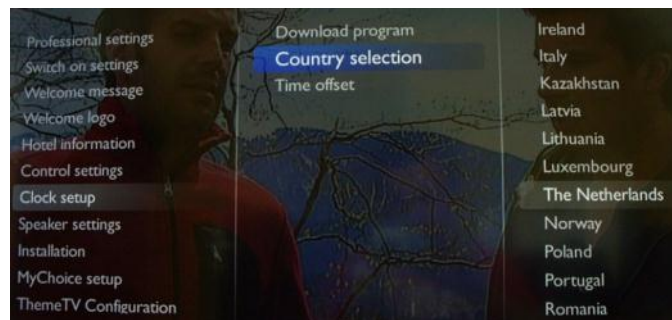 Professional settings
Switch on settings
Welcome message
Welcome logo
Hotel information
Control settings
Clock setup
Speaker settings
Installation
MyChoice setup
ThemeTV Configuration
Download program
Country selection
Time offset
Ireland
Italy
Kazakhstan
Latvia
Lithuania
Luxembourg
The Netherlands
Norway
Poland
Portugal
Romania